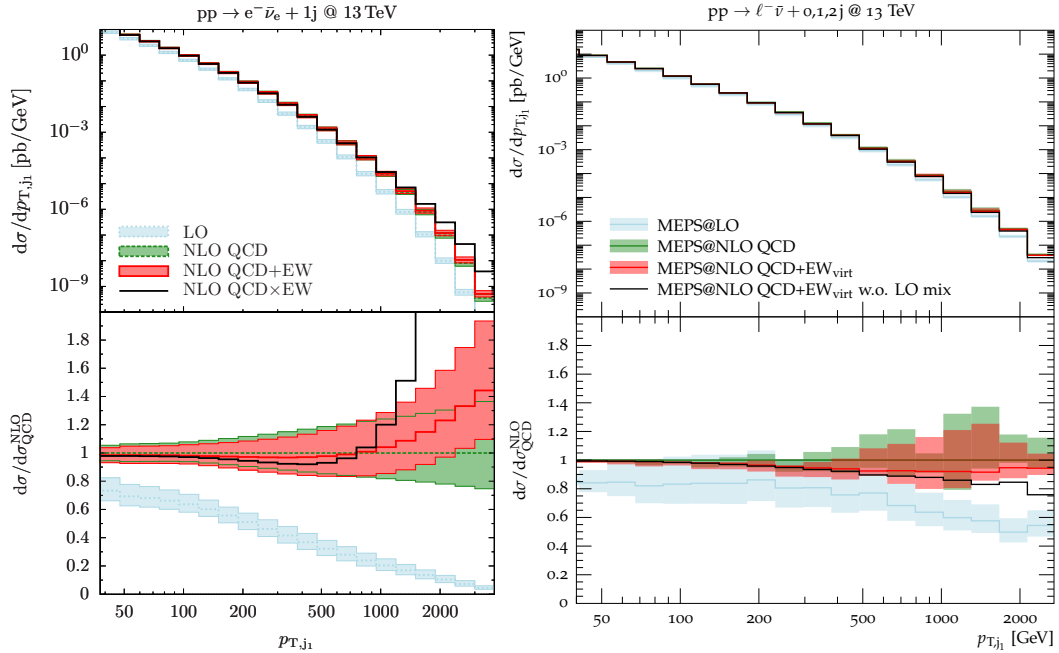 pp → e⁻ν̄ₑ + 1j @ 13 TeV
dσ/dp_T,j₁ [pb/GeV]
10⁰
10⁻³
10⁻⁶
10⁻⁹
LO
NLO QCD
NLO QCD+EW
NLO QCD×EW
dσ/dσ^NLO_QCD
1.8
1.6
1.4
1.2
1
0.8
0.6
0.4
0.2
0
50 100 200 500 1000 2000
p_T,j₁
pp → ℓ⁻ν̄ + 0,1,2j @ 13 TeV
dσ/dp_T,j₁ [pb/GeV]
10⁰
10⁻³
10⁻⁶
10⁻⁹
MEPS@LO
MEPS@NLO QCD
MEPS@NLO QCD+EW_virt
MEPS@NLO QCD+EW_virt w.o. LO mix
dσ/dσ^NLO_QCD
1.8
1.6
1.4
1.2
1
0.8
0.6
0.4
0.2
0
50 100 200 500 1000 2000
p_T,j₁ [GeV]